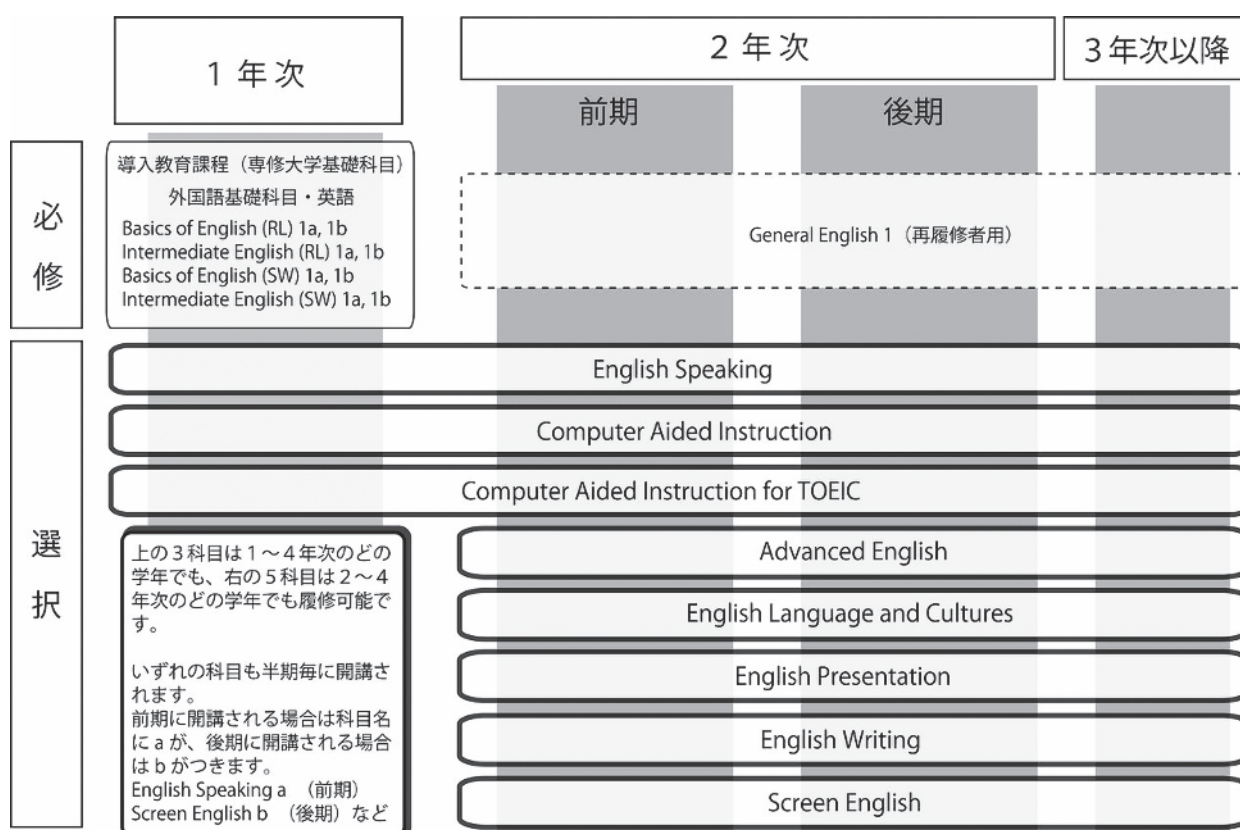 1 年 次
2 年 次
3 年次以降
前期
後期
必
修
導入教育課程（専修大学基礎科目）
外国語基礎科目・英語
Basics of English (RL) 1a, 1b
Intermediate English (RL) 1a, 1b
Basics of English (SW) 1a, 1b
Intermediate English (SW) 1a, 1b
General English 1（再履修者用）
選
択
English Speaking
Computer Aided Instruction
Computer Aided Instruction for TOEIC
上の３科目は１～４年次のどの
学年でも、右の５科目は２～４
年次のどの学年でも履修可能で
す。
いずれの科目も半期毎に開講さ
れます。
前期に開講される場合は科目名
に a が、後期に開講される場合
は b がつきます。
English Speaking a （前期）
Screen English b （後期）など
Advanced English
English Language and Cultures
English Presentation
English Writing
Screen English